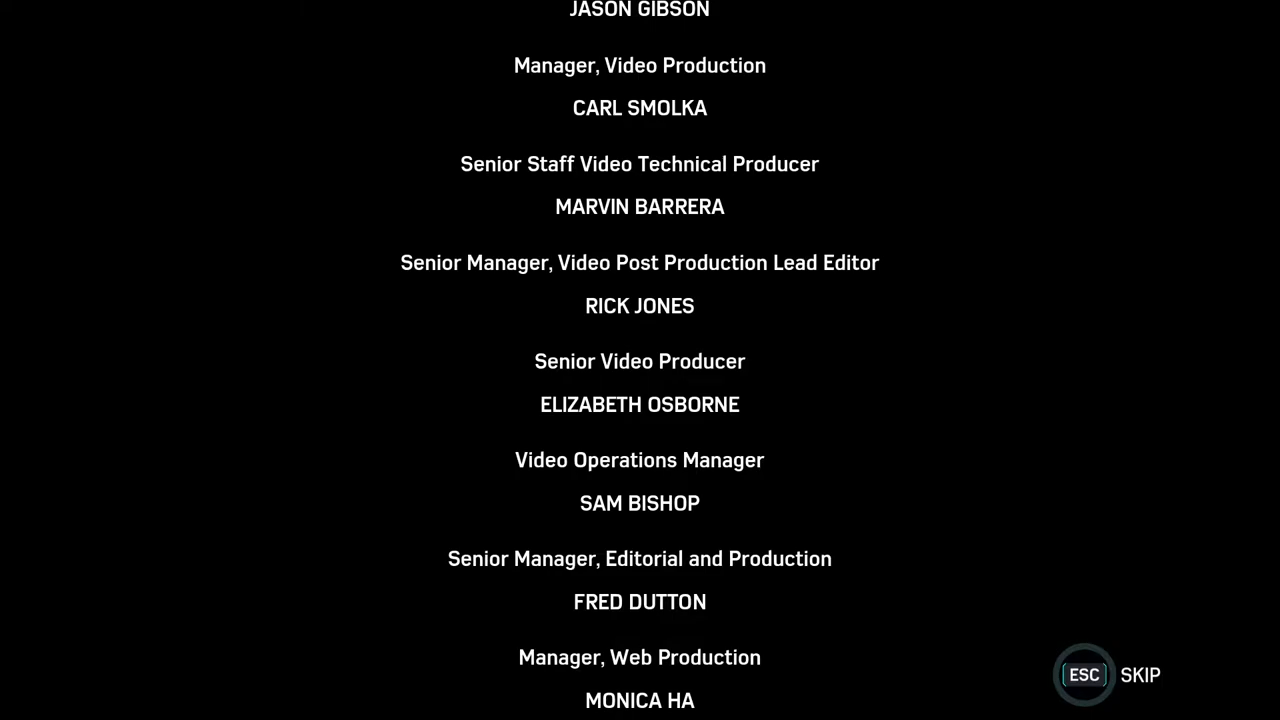 JASON GIBSON
Manager, Video Production
CARL SMOLKA
Senior Staff Video Technical Producer
MARVIN BARRERA
Senior Manager, Video Post Production Lead Editor
RICK JONES
Senior Video Producer
ELIZABETH OSBORNE
Video Operations Manager
SAM BISHOP
Senior Manager, Editorial and Production
FRED DUTTON
Manager, Web Production
MONICA HA
ESC SKIP